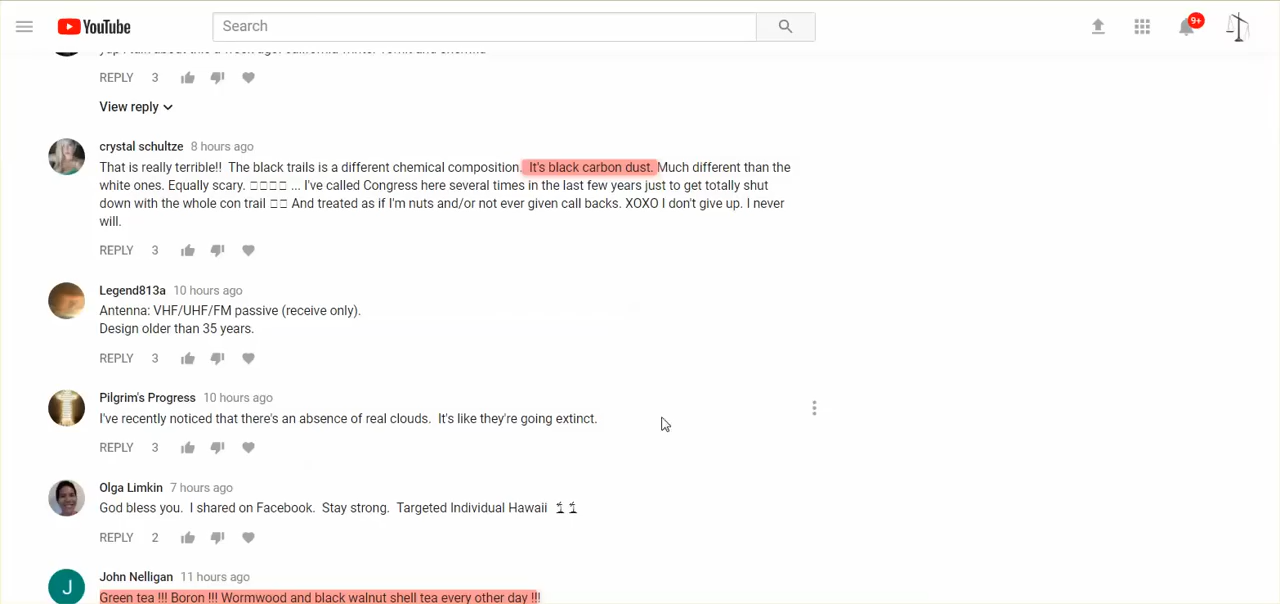 YouTube
Search
9+
REPLY 3
View reply
crystal schultze 8 hours ago
That is really terrible!! The black trails is a different chemical composition. It's black carbon dust. Much different than the
white ones. Equally scary. □□□□ ... I've called Congress here several times in the last few years just to get totally shut
down with the whole con trail □□ And treated as if I'm nuts and/or not ever given call backs. XOXO I don't give up. I never
will.
REPLY 3
Legend813a 10 hours ago
Antenna: VHF/UHF/FM passive (receive only).
Design older than 35 years.
REPLY 3
Pilgrim's Progress 10 hours ago
I've recently noticed that there's an absence of real clouds. It's like they're going extinct.
REPLY 3
Olga Limkin 7 hours ago
God bless you. I shared on Facebook. Stay strong. Targeted Individual Hawaii
REPLY 2
J
John Nelligan 11 hours ago
Green tea !!! Boron !!! Wormwood and black walnut shell tea every other day !!!